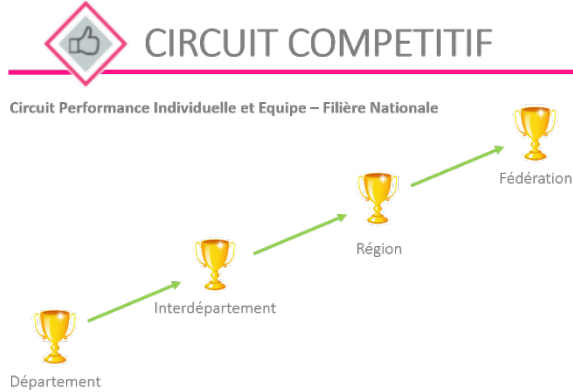 CIRCUIT COMPETITIF
Circuit Performance Individuelle et Equipe – Filière Nationale
Fédération
Région
Interdépartement
Département